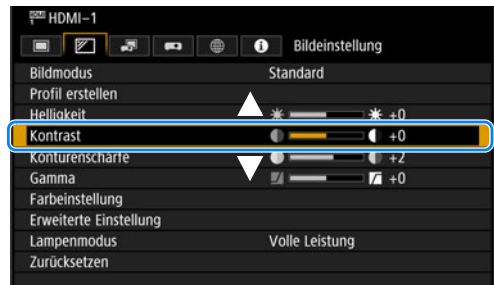 HDMI-1
Bildeinstellung
Bildmodus Standard
Profil erstellen
Helligkeit +0
Kontrast +0
Konturenschärfe +2
Gamma +0
Farbeinstellung
Erweiterte Einstellung
Lampenmodus Volle Leistung
Zurücksetzen